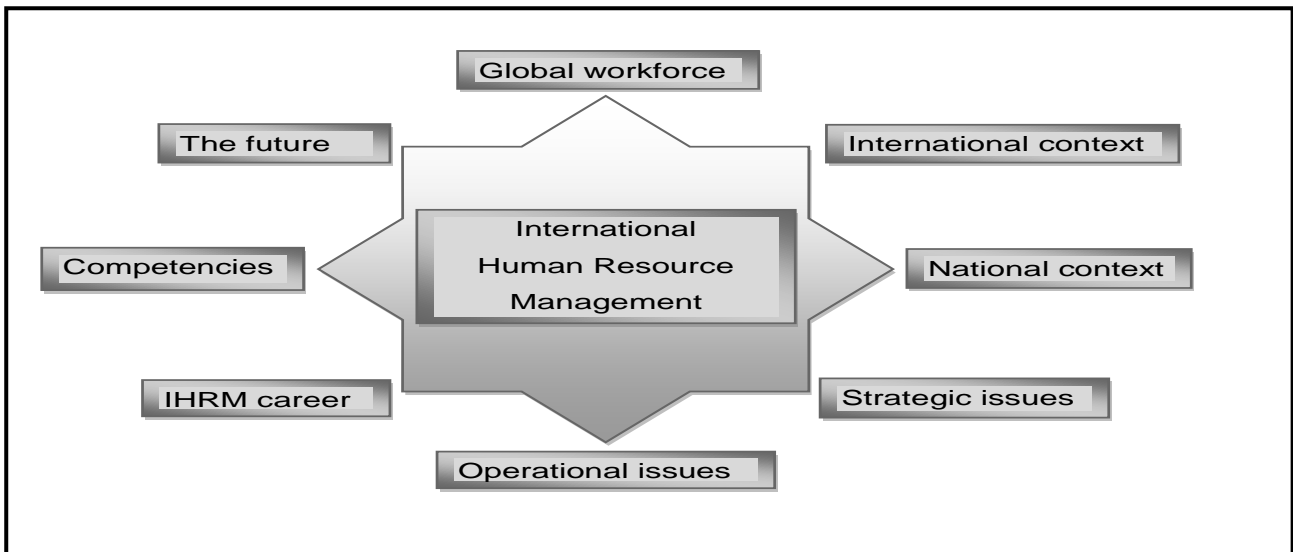 Global workforce
The future
International context
International
Human Resource
Management
Competencies
National context
IHRM career
Strategic issues
Operational issues